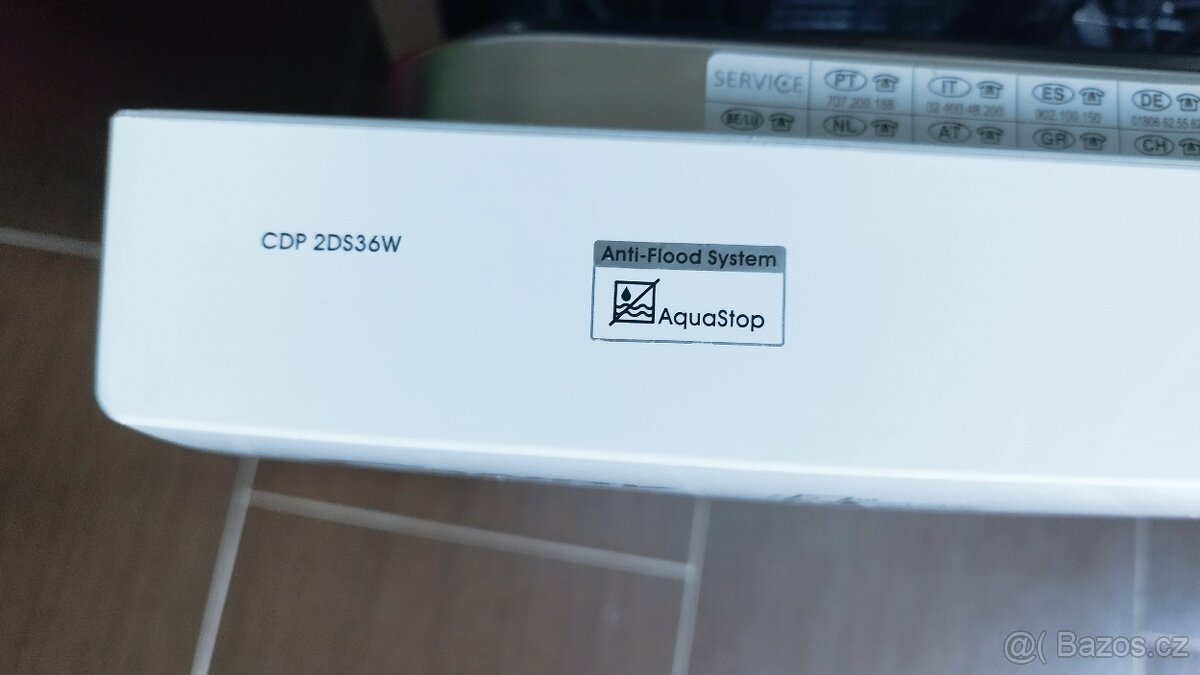 SERVICE PT IT ES DE
707.200.188 02 480 48 200 902.100.150
BE/LU NL AT GR CH
CDP 2DS36W
Anti-Flood System
AquaStop
@( Bazos.cz